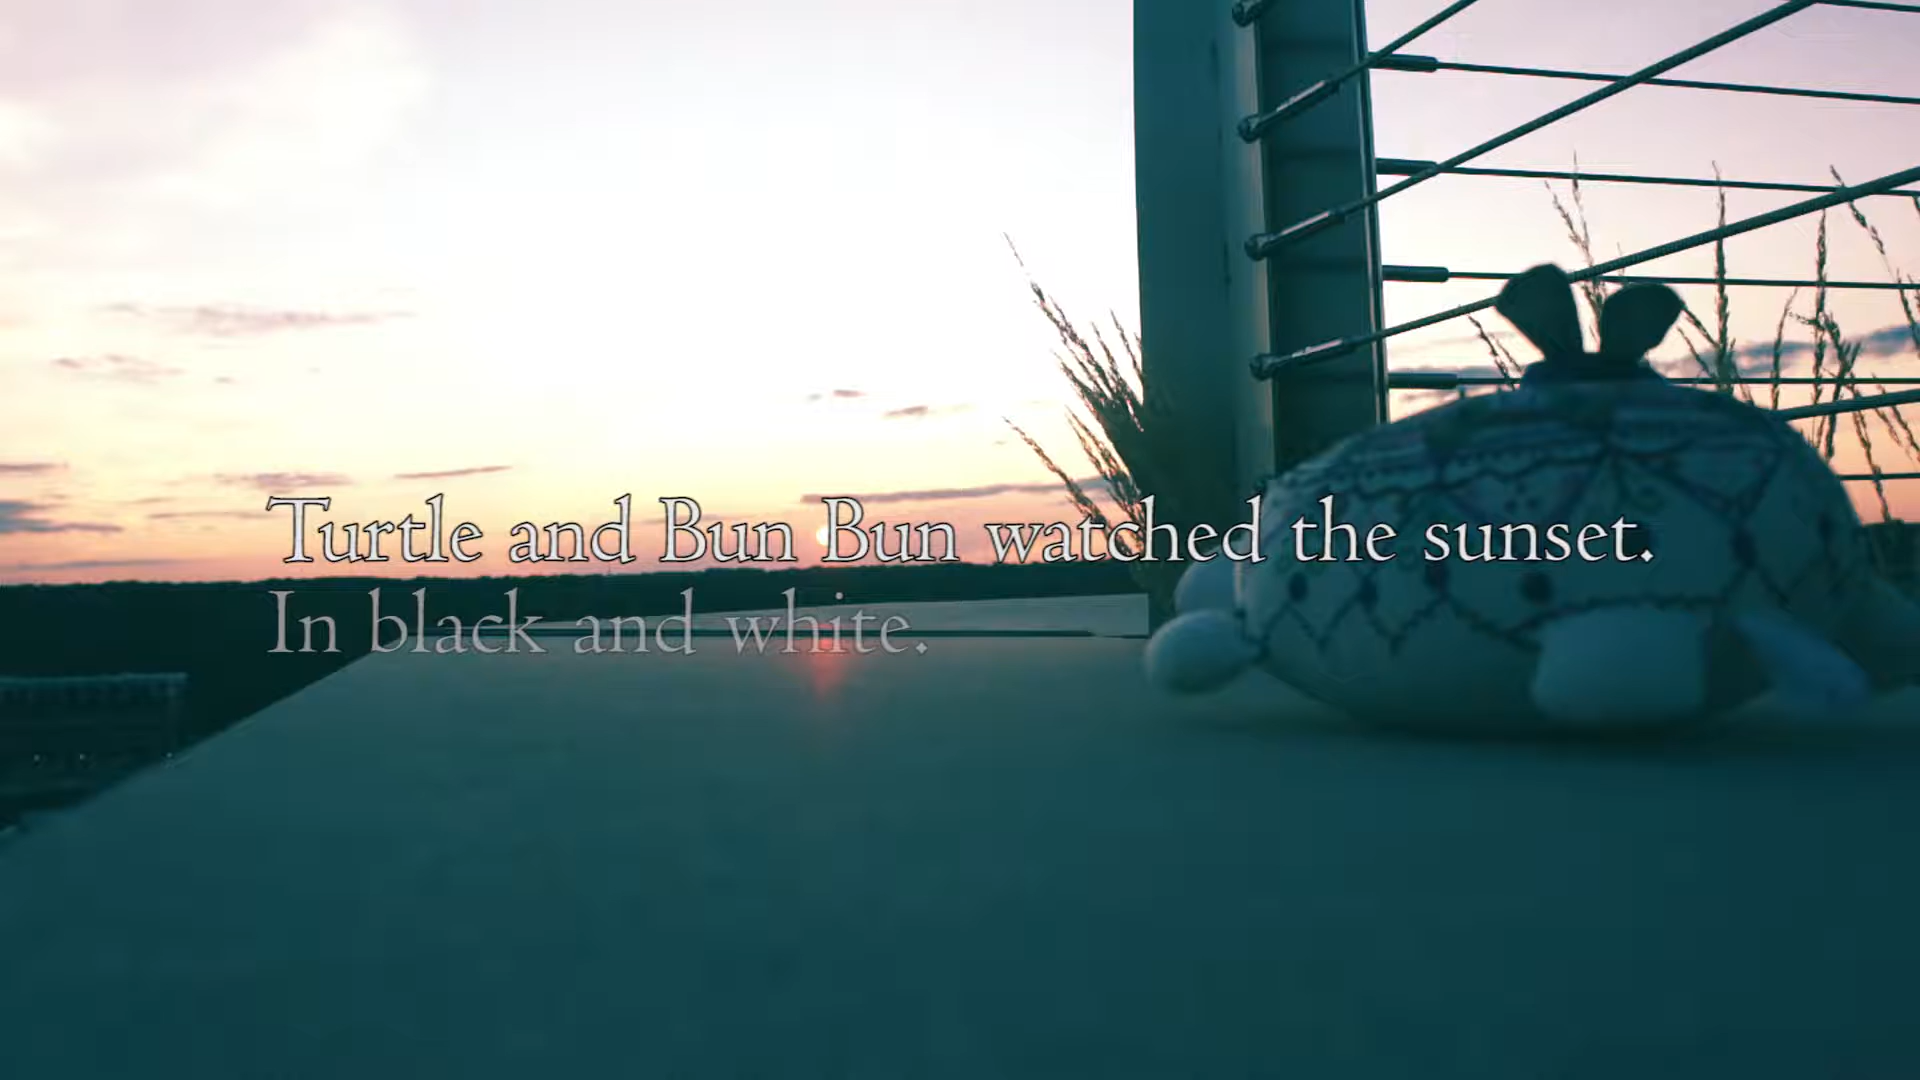 Turtle and Bun Bun watched the sunset.
In black and white.